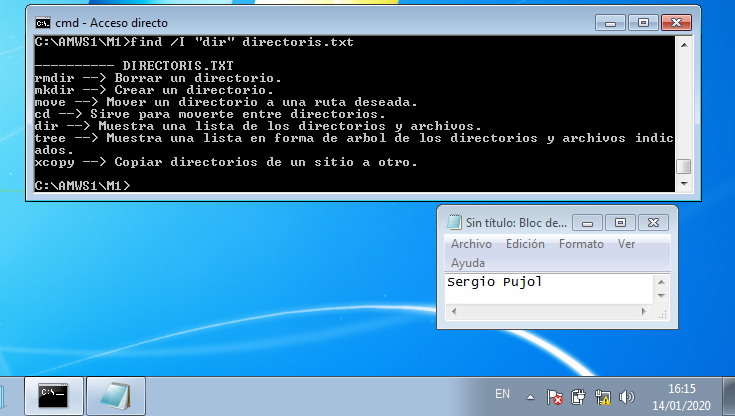 cmd - Acceso directo
C:\AMWS1\M1>find /I "dir" directoris.txt
---------- DIRECTORIS.TXT
rmdir --> Borrar un directorio.
mkdir --> Crear un directorio.
move --> Mover un directorio a una ruta deseada.
cd --> Sirve para moverte entre directorios.
dir --> Muestra una lista de los directorios y archivos.
tree --> Muestra una lista en forma de arbol de los directorios y archivos indic
ados.
xcopy --> Copiar directorios de un sitio a otro.
C:\AMWS1\M1>
Sin título: Bloc de...
Archivo Edición Formato Ver
Ayuda
Sergio Pujol
EN
16:15
14/01/2020